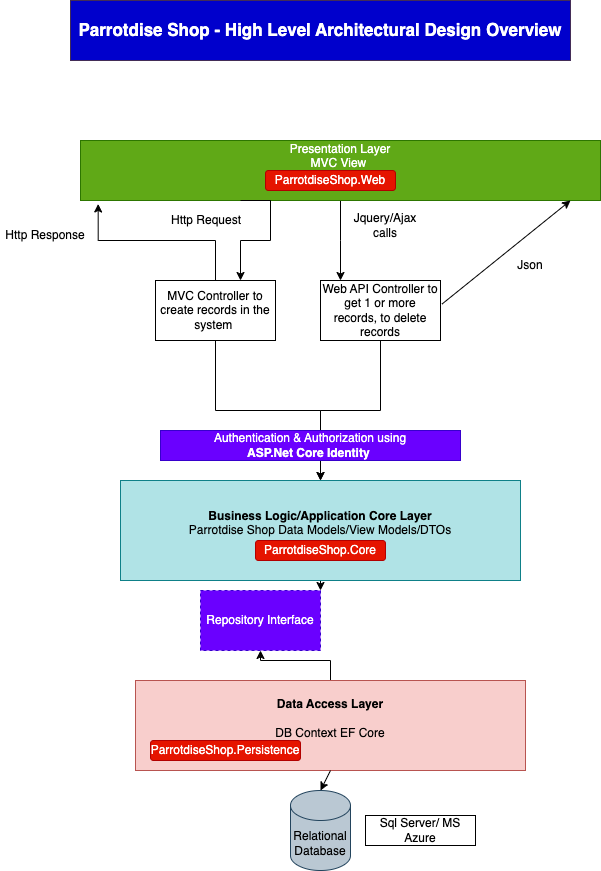 Parrotdise Shop - High Level Architectural Design Overview
Presentation Layer
MVC View
ParrotdiseShop.Web
Http Response
Http Request
Jquery/Ajax
calls
Json
MVC Controller to
create records in the
system
Web API Controller to
get 1 or more
records, to delete
records
Authentication & Authorization using
ASP.Net Core Identity
Business Logic/Application Core Layer
Parrotdise Shop Data Models/View Models/DTOs
ParrotdiseShop.Core
Repository Interface
Data Access Layer
DB Context EF Core
ParrotdiseShop.Persistence
Relational
Database
Sql Server/ MS
Azure